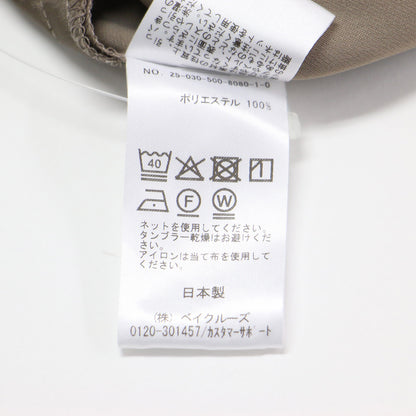 NO. 25-030-500-6080-1-0
ポリエステル 100%
40
F
W
ネットを使用してください。
タンブラー乾燥はお避けください。
アイロンは当て布を使用してください。
日本製
(株) ベイクルーズ
0120-301457/カスタマーサポート